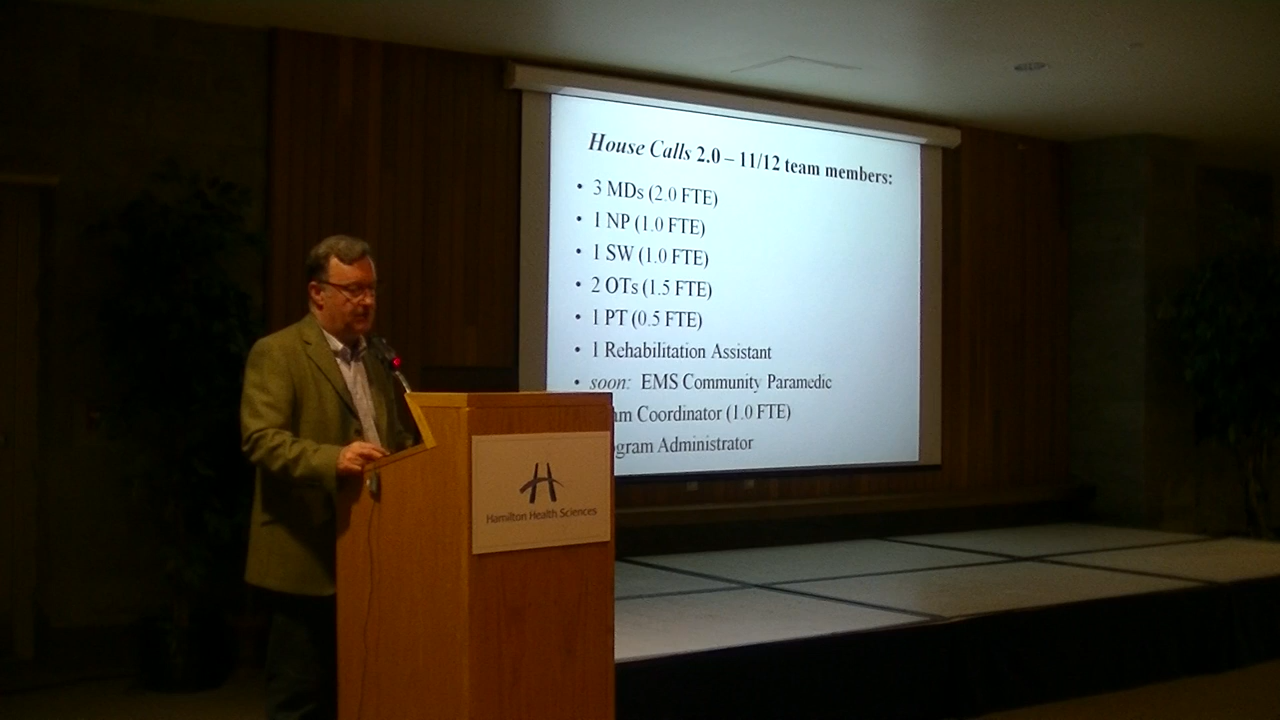 House Calls 2.0 – 11/12 team members:
• 3 MDs (2.0 FTE)
• 1 NP (1.0 FTE)
• 1 SW (1.0 FTE)
• 2 OTs (1.5 FTE)
• 1 PT (0.5 FTE)
• 1 Rehabilitation Assistant
• soon: EMS Community Paramedic
Coordinator (1.0 FTE)
Administrator
Hamilton Health Sciences